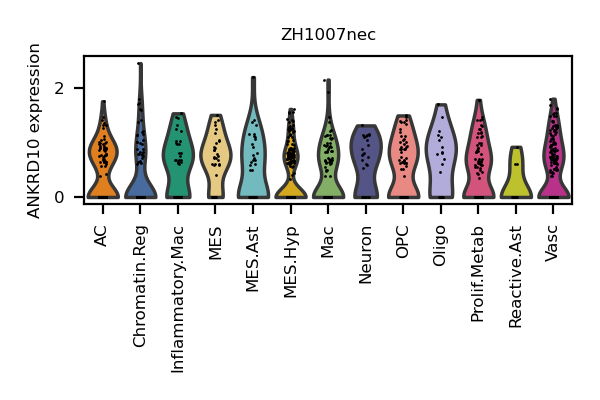 ZH1007nec
ANKRD10 expression
2
0
AC
Chromatin.Reg
Inflammatory.Mac
MES
MES.Ast
MES.Hyp
Mac
Neuron
OPC
Oligo
Prolif.Metab
Reactive.Ast
Vasc